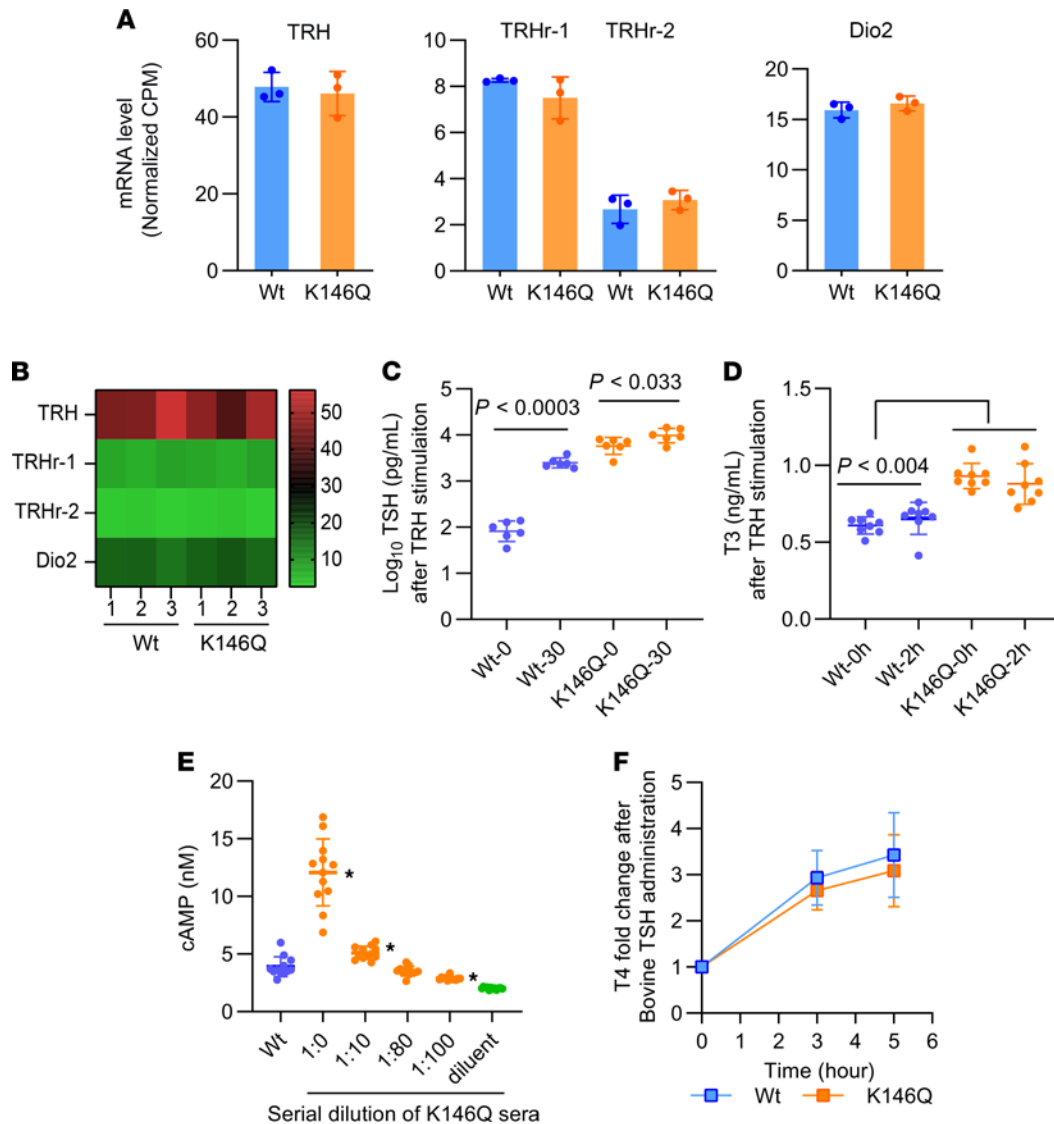 A
TRH
TRHr-1 TRHr-2
Dio2
mRNA level
(Normalized CPM)
60
40
20
0
Wt K146Q
10
8
6
4
2
0
Wt K146Q Wt K146Q
20
15
10
5
0
Wt K146Q
B
TRH
TRHr-1
TRHr-2
Dio2
1 2 3 1 2 3
Wt K146Q
50
40
30
20
10
C
Log10 TSH (pg/mL)
after TRH stimulaiton
5
4
3
2
1
0
P < 0.0003
P < 0.033
Wt-0
Wt-30
K146Q-0
K146Q-30
D
T3 (ng/mL)
after TRH stimulation
1.5
1.0
0.5
0.0
P < 0.004
Wt-0h
Wt-2h
K146Q-0h
K146Q-2h
E
cAMP (nM)
20
15
10
5
0
*
*
*
Wt
1:0
1:10
1:80
1:100
diluent
Serial dilution of K146Q sera
F
T4 fold change after
Bovine TSH administration
5
4
3
2
1
0
0 1 2 3 4 5 6
Time (hour)
Wt K146Q